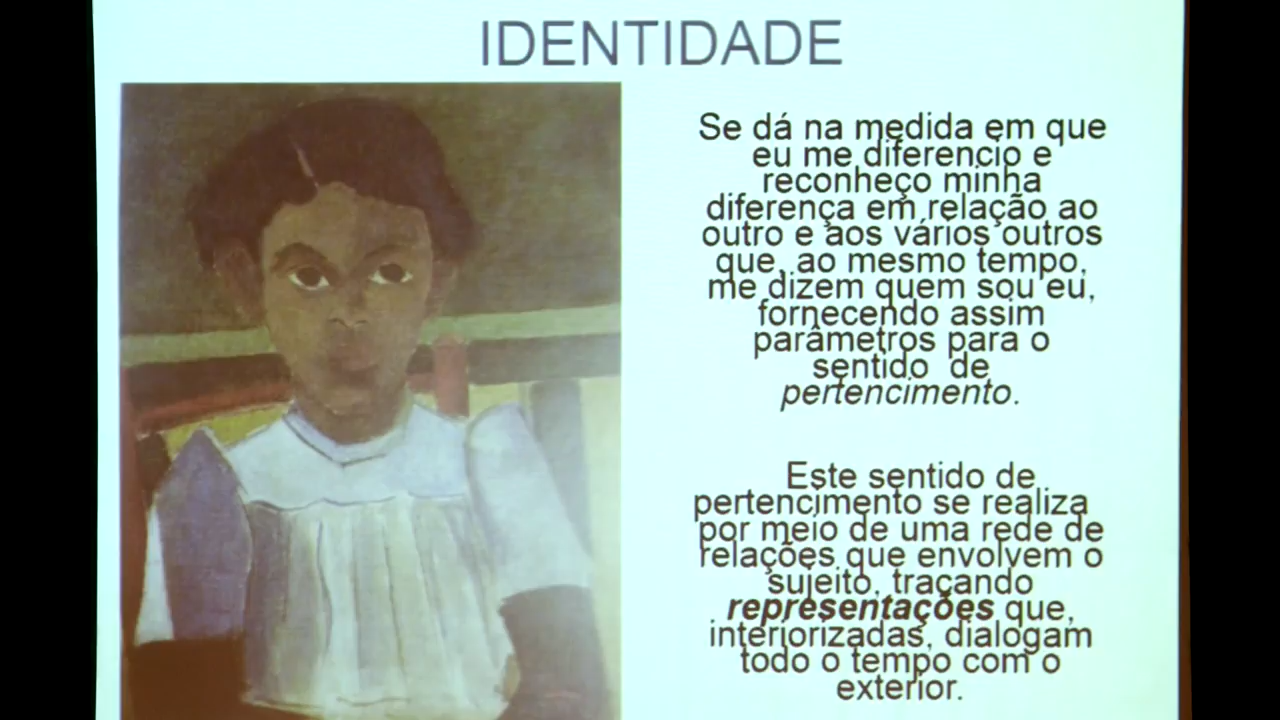 IDENTIDADE
Se dá na medida em que
eu me diferencio e
reconheço minha
diferença em relação ao
outro e aos vários outros
que, ao mesmo tempo,
me dizem quem sou eu,
fornecendo assim
parâmetros para o
sentido de
pertencimento.
Este sentido de
pertencimento se realiza
por meio de uma rede de
relações que envolvem o
sujeito, traçando
representações que,
interiorizadas, dialogam
todo o tempo com o
exterior.